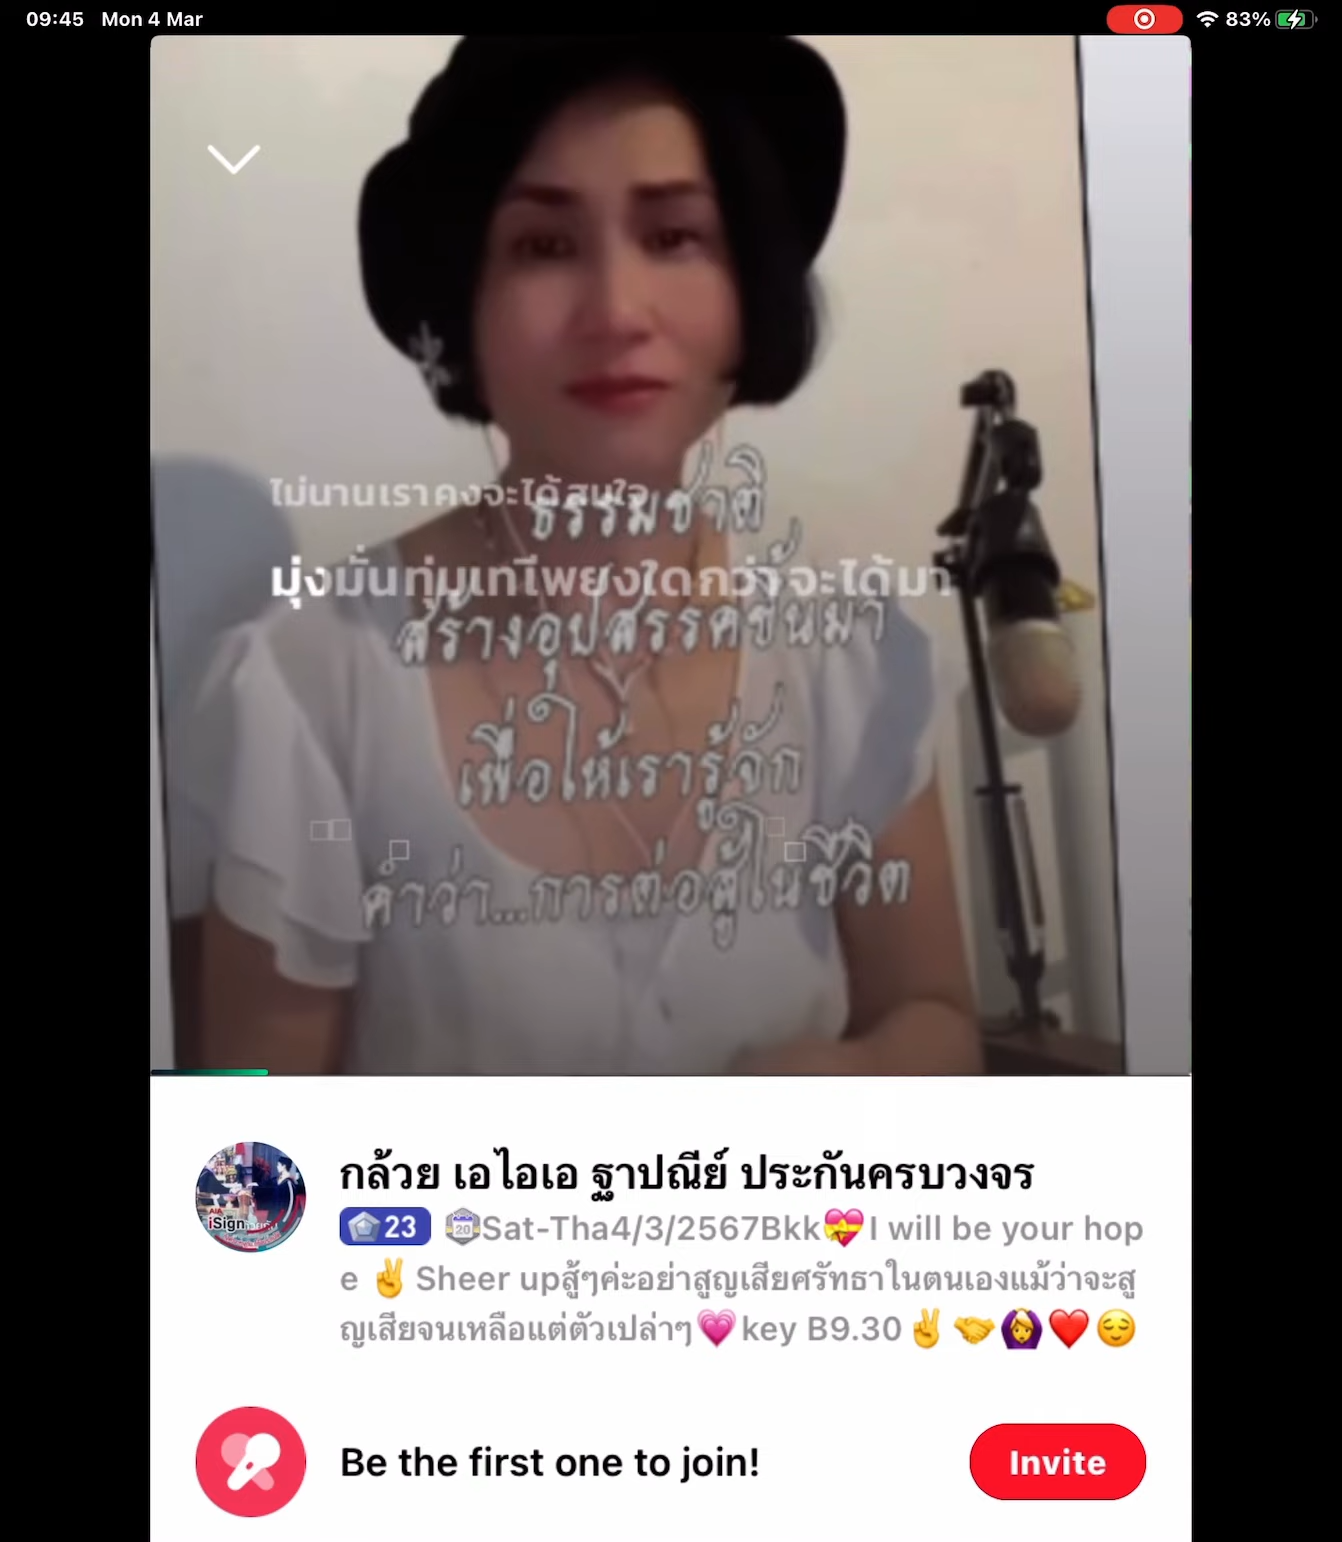 09:45 Mon 4 Mar
83%
ไม่นานเราคงจะได้สมใจ
ธรรมชาติ
มุ่งมั่นทุ่มเทเพียงใดกว่าจะได้มา
สร้างอุปสรรคขึ้นมา
เพื่อให้เรารู้จัก
คำว่า...การต่อสู้ในชีวิต
กล้วย เอไอเอ ฐาปณีย์ ประกันครบวงจร
23 20 Sat-Tha4/3/2567Bkk💝I will be your hop
e ✌️ Sheer upสู้ๆค่ะอย่าสูญเสียศรัทธาในตนเองแม้ว่าจะสู
ญเสียจนเหลือแต่ตัวเปล่าๆ💗key B9.30✌️🤝🙆‍♀️❤️😌
AIA
iSign
Be the first one to join!
Invite